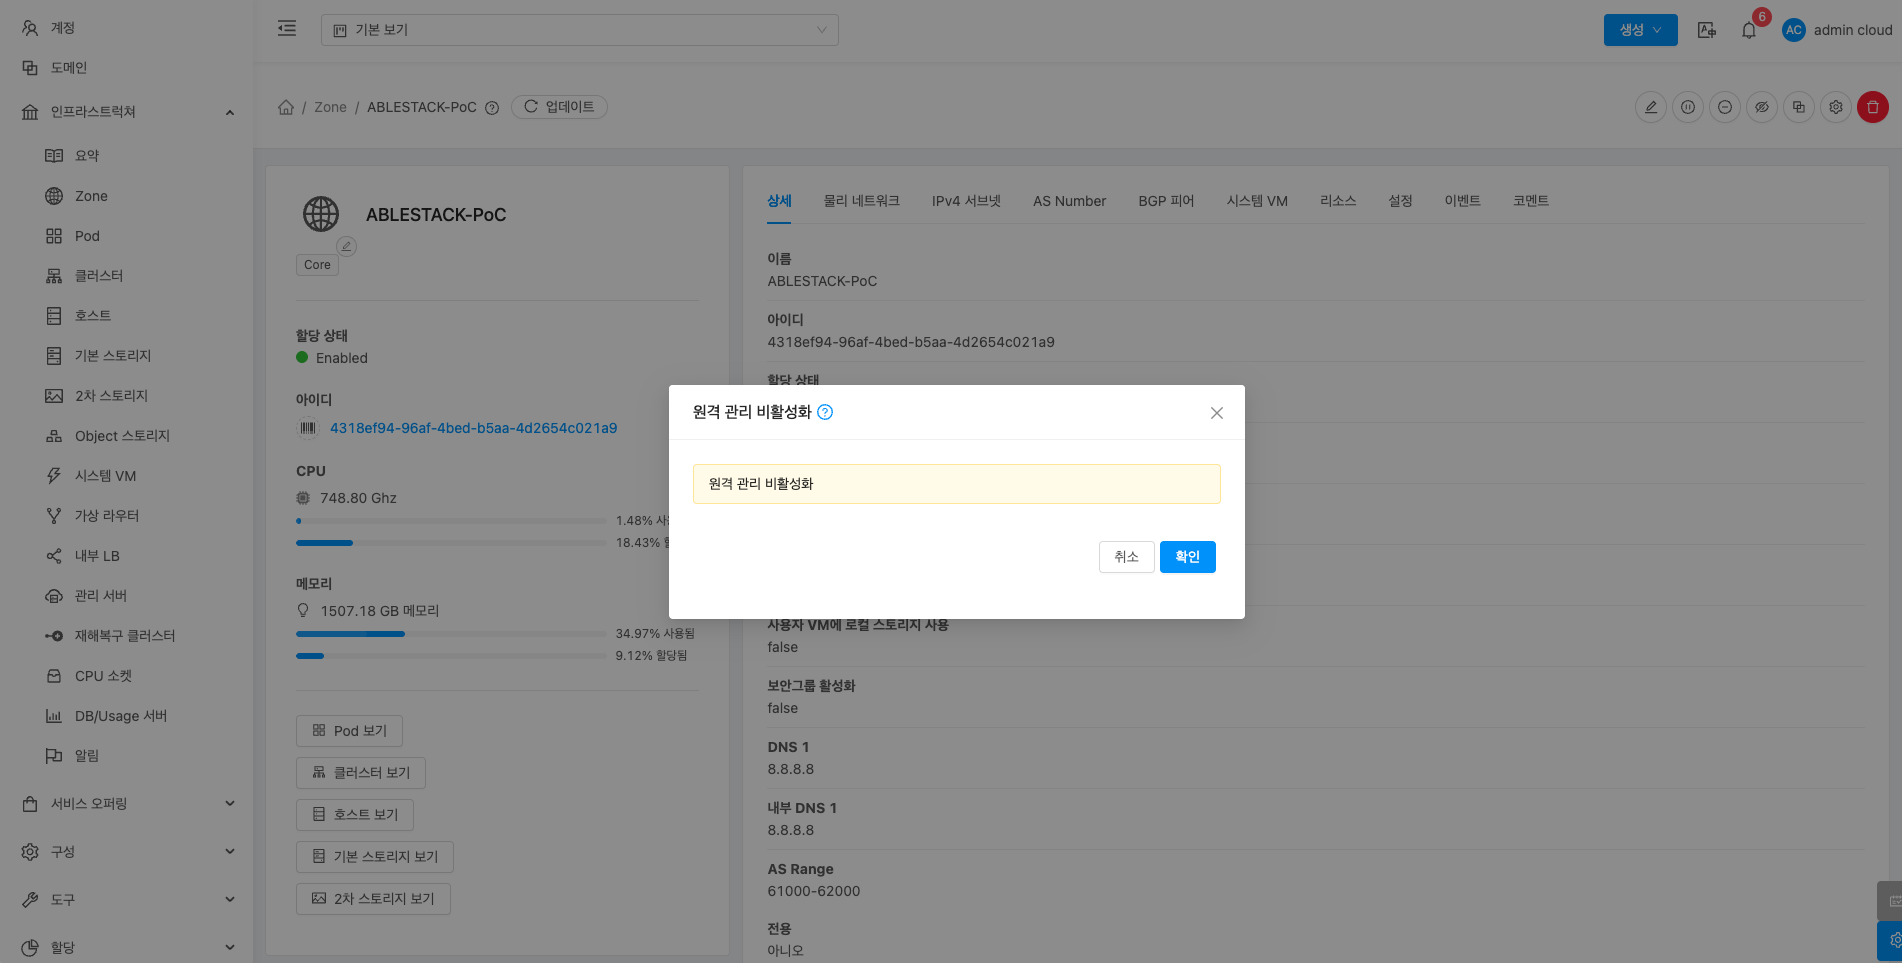 계정
도메인
인프라스트럭쳐
요약
Zone
Pod
클러스터
호스트
기본 스토리지
2차 스토리지
Object 스토리지
시스템 VM
가상 라우터
내부 LB
관리 서버
재해복구 클러스터
CPU 소켓
DB/Usage 서버
알림
서비스 오퍼링
구성
도구
할당
기본 보기
생성
6
AC
admin cloud
/ Zone / ABLESTACK-PoC
업데이트
ABLESTACK-PoC
Core
할당 상태
Enabled
아이디
4318ef94-96af-4bed-b5aa-4d2654c021a9
CPU
748.80 Ghz
1.48%
18.43%
메모리
1507.18 GB 메모리
34.97% 사용됨
9.12% 할당됨
Pod 보기
클러스터 보기
호스트 보기
기본 스토리지 보기
2차 스토리지 보기
상세 물리 네트워크 IPv4 서브넷 AS Number BGP 피어 시스템 VM 리소스 설정 이벤트 코멘트
이름
ABLESTACK-PoC
아이디
4318ef94-96af-4bed-b5aa-4d2654c021a9
할당 상태
원격 관리 비활성화
원격 관리 비활성화
취소 확인
사용자 VM에 로컬 스토리지 사용
false
보안그룹 활성화
false
DNS 1
8.8.8.8
내부 DNS 1
8.8.8.8
AS Range
61000-62000
전용
아니오